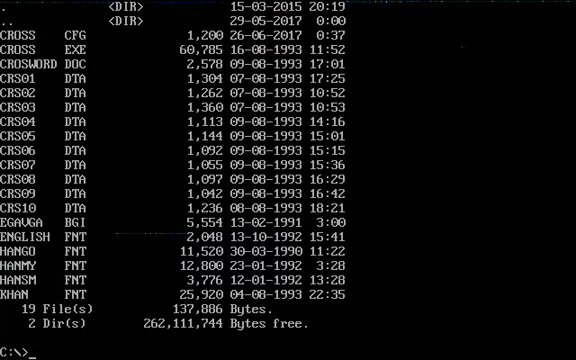 .            <DIR>            15-03-2015 20:19
..           <DIR>            29-05-2017  0:00
CROSS    CFG          1,200 26-06-2017  0:37
CROSS    EXE         60,785 16-08-1993 11:52
CROSWORD DOC          2,578 09-08-1993 17:01
CRS01    DTA          1,304 07-08-1993 17:25
CRS02    DTA          1,262 07-08-1993 10:52
CRS03    DTA          1,360 07-08-1993 10:53
CRS04    DTA          1,113 09-08-1993 14:16
CRS05    DTA          1,144 09-08-1993 15:01
CRS06    DTA          1,092 09-08-1993 15:15
CRS07    DTA          1,055 09-08-1993 15:36
CRS08    DTA          1,097 09-08-1993 16:29
CRS09    DTA          1,042 09-08-1993 16:42
CRS10    DTA          1,236 08-08-1993 18:21
EGAVGA   BGI          5,554 13-02-1991  3:00
ENGLISH  FNT          2,048 13-10-1992 15:41
HANGO    FNT         11,520 30-03-1990 11:22
HANMY    FNT         12,800 23-01-1992  3:28
HANSM    FNT          3,776 12-01-1992 13:28
KHAN     FNT         25,920 04-08-1993 22:35
19 File(s)        137,886 Bytes.
2 Dir(s)     262,111,744 Bytes free.
C:\>_